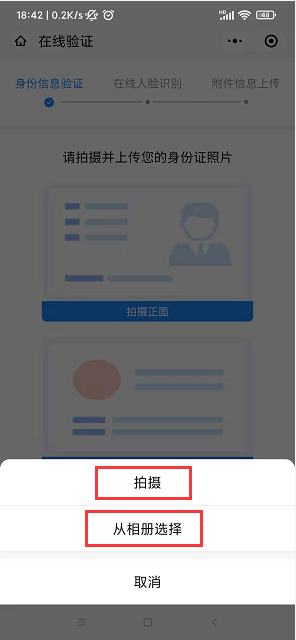 18:42 | 0.2K/s
HD
48
在线验证
身份信息验证
在线人脸识别
附件信息上传
请拍摄并上传您的身份证照片
拍摄正面
拍摄
从相册选择
取消